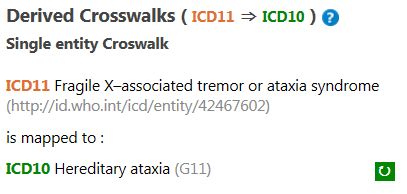 Derived Crosswalks ( ICD11 ⇒ ICD10 ) ?
Single entity Croswalk
ICD11 Fragile X–associated tremor or ataxia syndrome
(http://id.who.int/icd/entity/42467602)
is mapped to :
ICD10 Hereditary ataxia (G11)